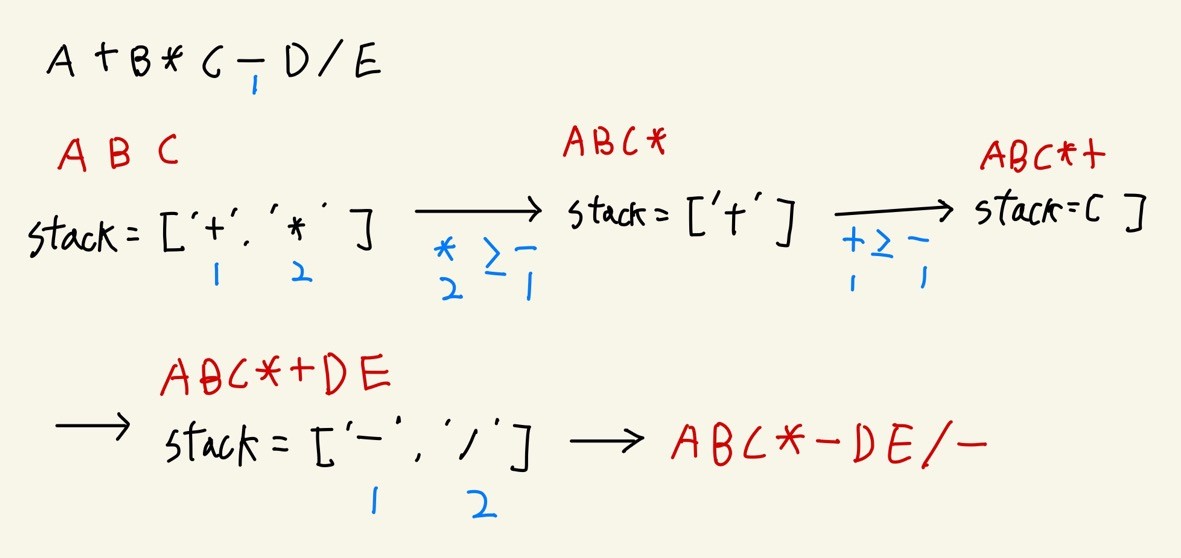 A + B * C - D / E
1
A B C
ABC*
ABC*+
stack = ['+', '*']
stack = ['+']
stack = [ ]
1 2
* ≥ -
2 1
+ ≥ -
1 1
ABC*+DE
stack = ['-', '/']
ABC*-DE/-
1 2